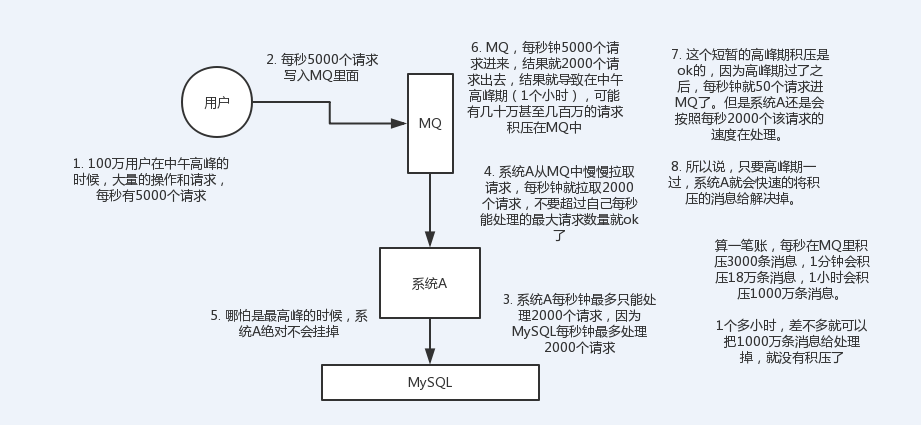 2. 每秒5000个请求
写入MQ里面
用户
MQ
1. 100万用户在中午高峰的
时候，大量的操作和请求，
每秒有5000个请求
6. MQ，每秒钟5000个请
求进来，结果就2000个请
求出去，结果就导致在中午
高峰期（1个小时），可能
有几十万甚至几百万的请求
积压在MQ中
7. 这个短暂的高峰期积压是
ok的，因为高峰期过了之
后，每秒钟就50个请求进
MQ了。但是系统A还是会
按照每秒2000个该请求的
速度在处理。
4. 系统A从MQ中慢慢拉取
请求，每秒钟就拉取2000
个请求，不要超过自己每秒
能处理的最大请求数量就ok
了
8. 所以说，只要高峰期一
过，系统A就会快速的将积
压的消息给解决掉。
系统A
5. 哪怕是最高峰的时候，系
统A绝对不会挂掉
3. 系统A每秒钟最多只能处
理2000个请求，因为
MySQL每秒钟最多处理
2000个请求
算一笔账，每秒在MQ里积
压3000条消息，1分钟会积
压18万条消息，1小时会积
压1000万条消息。
1个多小时，差不多就可以
把1000万条消息给处理
掉，就没有积压了
MySQL